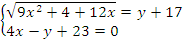 {√9x² + 4 + 12x = y + 17
4x − y + 23 = 0